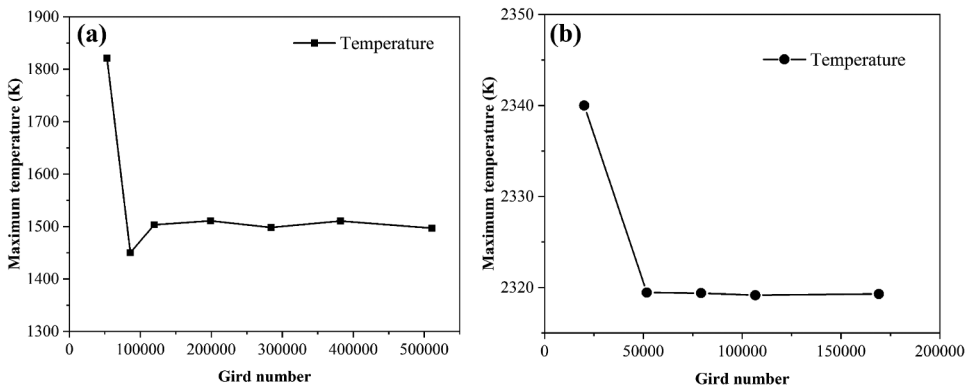 (a)
Temperature
Maximum temperature (K)
1900
1800
1700
1600
1500
1400
1300
0 100000 200000 300000 400000 500000
Gird number
(b)
Temperature
Maximum temperature (K)
2350
2340
2330
2320
0 50000 100000 150000 200000
Gird number